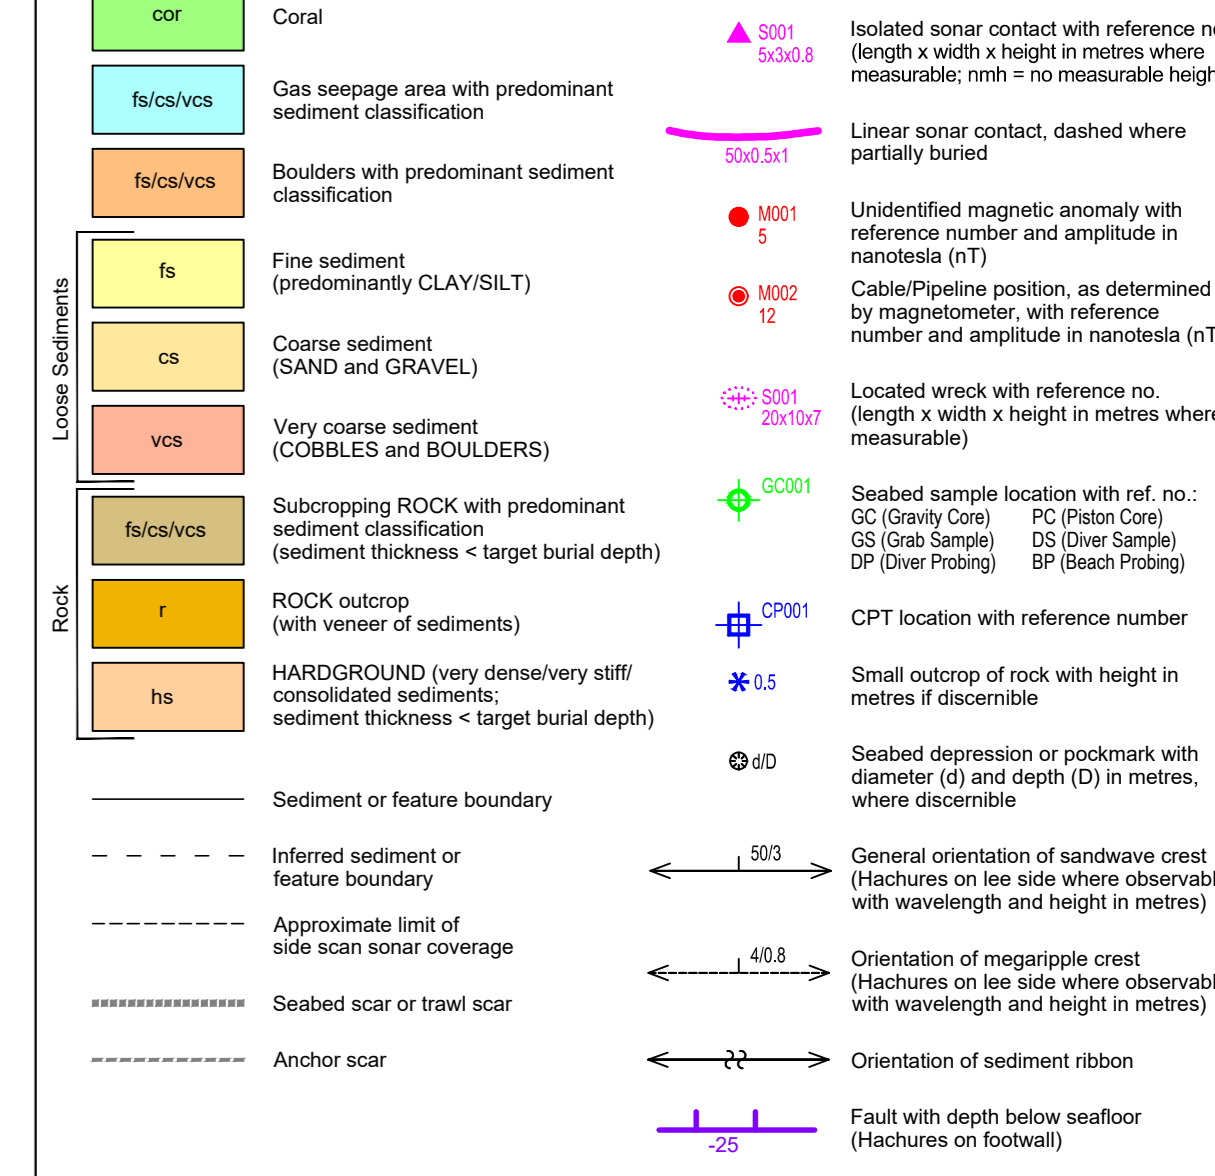 cor
Coral
fs/cs/vcs
Gas seepage area with predominant
sediment classification
fs/cs/vcs
Boulders with predominant sediment
classification
Loose Sediments
fs
Fine sediment
(predominantly CLAY/SILT)
cs
Coarse sediment
(SAND and GRAVEL)
vcs
Very coarse sediment
(COBBLES and BOULDERS)
Rock
fs/cs/vcs
Subcropping ROCK with predominant
sediment classification
(sediment thickness < target burial depth)
r
ROCK outcrop
(with veneer of sediments)
hs
HARDGROUND (very dense/very stiff/
consolidated sediments;
sediment thickness < target burial depth)
Sediment or feature boundary
Inferred sediment or
feature boundary
Approximate limit of
side scan sonar coverage
Seabed scar or trawl scar
Anchor scar
S001
5x3x0.8
Isolated sonar contact with reference
(length x width x height in metres where
measurable; nmh = no measurable
50x0.5x1
Linear sonar contact, dashed where
partially buried
M001
5
Unidentified magnetic anomaly with
reference number and amplitude in
nanotesla (nT)
M002
12
Cable/Pipeline position, as determined
by magnetometer, with reference
number and amplitude in nanotesla (nT
S001
20x10x7
Located wreck with reference no.
(length x width x height in metres where
measurable)
GC001
Seabed sample location with ref. no.:
GC (Gravity Core) PC (Piston Core)
GS (Grab Sample) DS (Diver Sample)
DP (Diver Probing) BP (Beach Probing)
CP001
CPT location with reference number
0.5
Small outcrop of rock with height in
metres if discernible
d/D
Seabed depression or pockmark with
diameter (d) and depth (D) in metres,
where discernible
50/3
General orientation of sandwave crest
(Hachures on lee side where
with wavelength and height in metres)
4/0.8
Orientation of megaripple crest
(Hachures on lee side where
with wavelength and height in metres)
Orientation of sediment ribbon
-25
Fault with depth below seafloor
(Hachures on footwall)